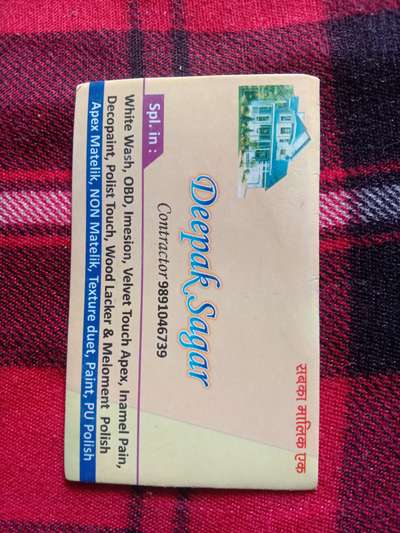 सबका मालिक एक
Deepak Sagar
Contractor 9891046739
Spl. in :
White Wash, OBD, Imesion, Velvet Touch Apex, Inamel Pain,
Decopaint, Polist Touch, Wood Lacker & Meloment Polish
Apex Matelik, NON Matelik, Texture duet, Paint, PU Polish